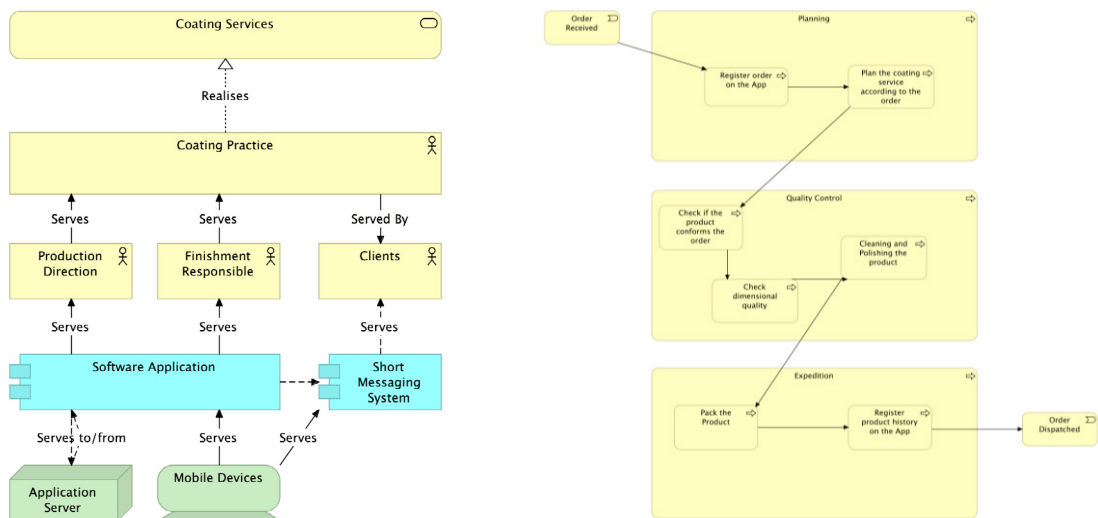 Coating Services
Realises
Coating Practice
Serves
Serves
Served By
Production
Direction
Finishment
Responsible
Clients
Serves
Serves
Serves
Software Application
Short
Messaging
System
Serves to/from
Serves
Serves
Mobile Devices
Application
Server
Order
Received
Planning
Register order
on the App
Plan the coating
service
according to the
order
Quality Control
Check if the
product
conforms the
order
Cleaning and
Polishing the
product
Check
dimensional
quality
Expedition
Pack the
Product
Register
product history
on the App
Order
Dispatched